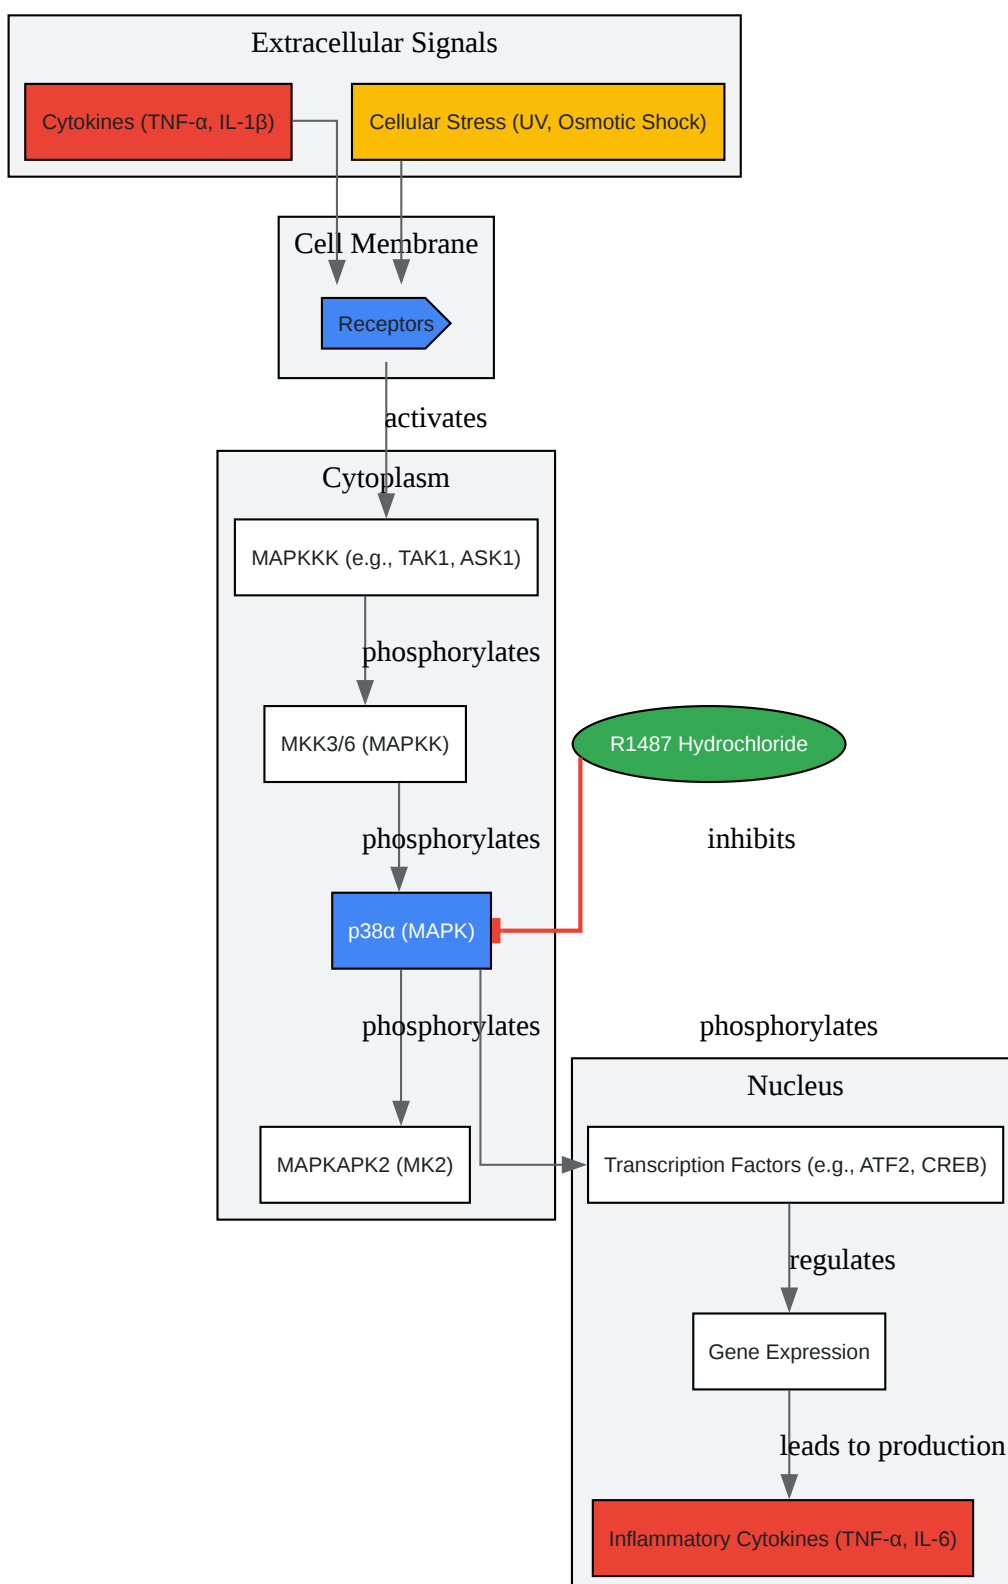 Extracellular Signals
Cytokines (TNF-α, IL-1β)
Cellular Stress (UV, Osmotic Shock)
Cell Membrane
Receptors
activates
Cytoplasm
MAPKKK (e.g., TAK1, ASK1)
phosphorylates
MKK3/6 (MAPKK)
R1487 Hydrochloride
phosphorylates
inhibits
p38α (MAPK)
phosphorylates
phosphorylates
Nucleus
MAPKAPK2 (MK2)
Transcription Factors (e.g., ATF2, CREB)
regulates
Gene Expression
leads to production
Inflammatory Cytokines (TNF-α, IL-6)